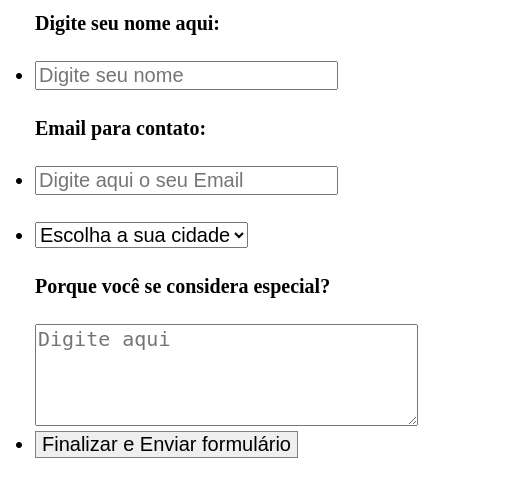 Digite seu nome aqui:
Digite seu nome
Email para contato:
Digite aqui o seu Email
Escolha a sua cidade
Porque você se considera especial?
Digite aqui
Finalizar e Enviar formulário